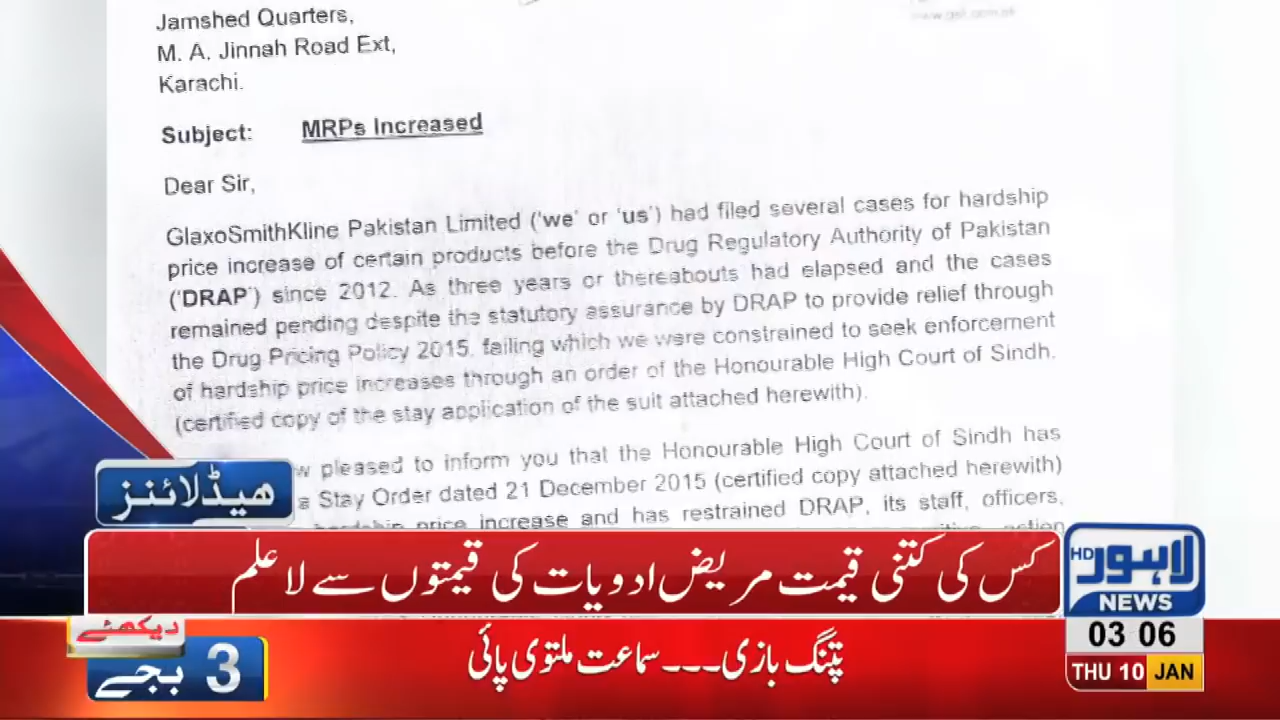 Jamshed Quarters,
M. A. Jinnah Road Ext,
Karachi.
Subject: MRPs Increased
Dear Sir,
GlaxoSmithKline Pakistan Limited ('we' or 'us') had filed several cases for hardship
price increase of certain products before the Drug Regulatory Authority of Pakistan
('DRAP') since 2012. As three years or thereabouts had elapsed and the cases
remained pending despite the statutory assurance by DRAP to provide relief through
the Drug Pricing Policy 2015, failing which we were constrained to seek enforcement
of hardship price increases through an order of the Honourable High Court of Sindh.
(certified copy of the stay application of the suit attached herewith).
pleased to inform you that the Honourable High Court of Sindh has
a Stay Order dated 21 December 2015 (certified copy attached herewith)
hardship price increase and has restrained DRAP, its staff, officers,
action
ہیڈلائنز
کس کی کتنی قیمت مریض ادویات کی قیمتوں سے لاعلم
HD لاہور
NEWS
دیکھئے
3 بجے
پتنگ بازی۔۔۔سماعت ملتوی پائی
03 06
THU 10 JAN